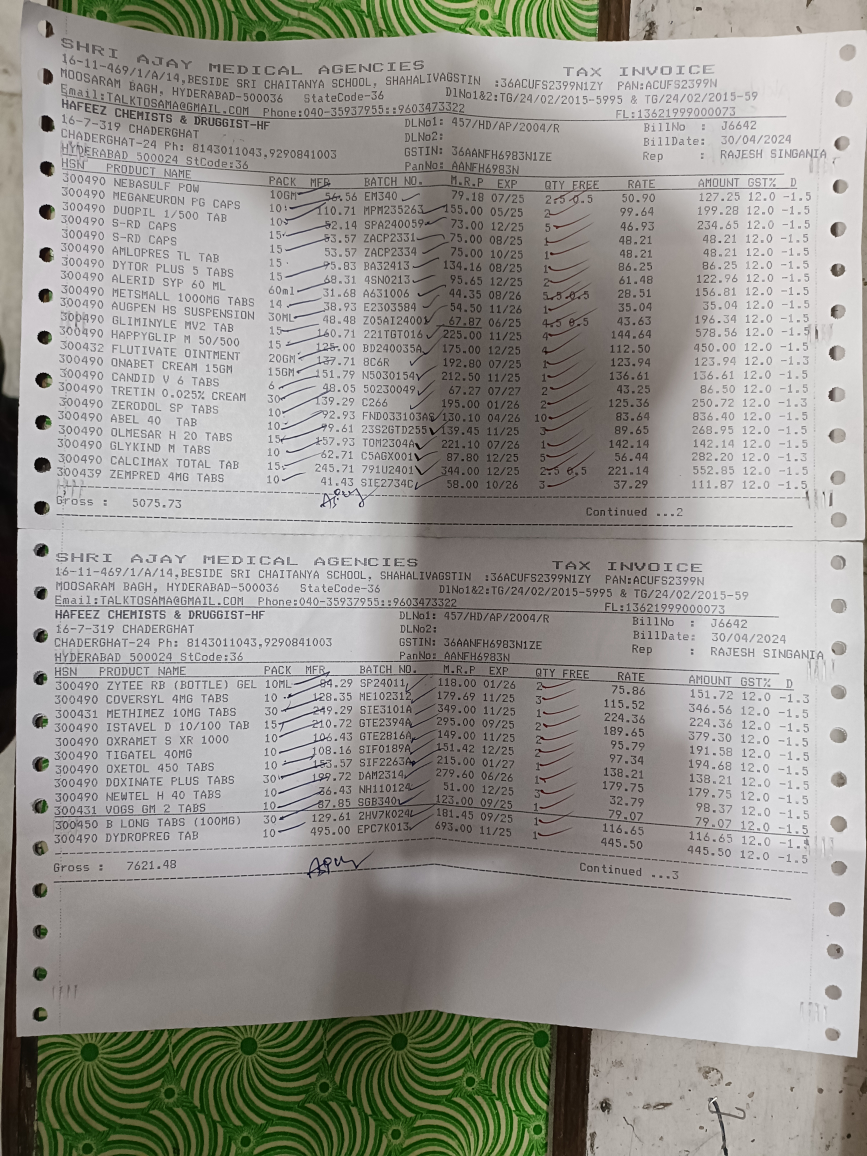 SHRI AJAY MEDICAL AGENCIES TAX INVOICE
16-11-469/1/A/14,BESIDE SRI CHAITANYA SCHOOL, SHAHALIVAGSTIN :36ACUFS2399N1ZY PAN:ACUFS2399N
MOOSARAM BAGH, HYDERABAD-500036 StateCode-36 DlNo1&2:TG/24/02/2015-5995 & TG/24/02/2015-59
Email:TALKTOSAMA@GMAIL.COM Phone:040-35937955::9603473322 FL:13621999000073
HAFEEZ CHEMISTS & DRUGGIST-HF DLNo1: 457/HD/AP/2004/R BillNo : J6642
16-7-319 CHADERGHAT DLNo2: BillDate: 30/04/2024
CHADERGHAT-24 Ph: 8143011043,9290841003 GSTIN: 36AANFH6983N1ZE Rep : RAJESH SINGANIA
HYDERABAD 500024 StCode:36 PanNo: AANFH6983N
HSN PRODUCT NAME PACK MFR. BATCH NO. M.R.P EXP QTY FREE RATE AMOUNT GST% D
300490 NEBASULF POW 10GM 56.56 EM340 79.18 07/25 2.5 0.5 50.90 127.25 12.0 -1.5
300490 MEGANEURON PG CAPS 10 110.71 MPM235263 155.00 05/25 2 99.64 199.28 12.0 -1.5
300490 DUOPIL 1/500 TAB 10 52.14 SPA240059 73.00 12/25 5 46.93 234.65 12.0 -1.5
300490 S-RD CAPS 15 53.57 ZACP2331 75.00 08/25 1 48.21 48.21 12.0 -1.5
300490 S-RD CAPS 15 53.57 ZACP2334 75.00 10/25 1 48.21 48.21 12.0 -1.5
300490 AMLOPRES TL TAB 15 95.83 BA32413 134.16 08/25 1 86.25 86.25 12.0 -1.5
300490 DYTOR PLUS 5 TABS 15 68.31 4SN0213 95.65 12/25 2 61.48 122.96 12.0 -1.5
300490 ALERID SYP 60 ML 60ml 31.68 A631006 44.35 08/26 5.5 0.5 28.51 156.81 12.0 -1.5
300490 METSMALL 1000MG TABS 14 38.93 E2303584 54.50 11/26 1 35.04 35.04 12.0 -1.5
300490 AUGPEN HS SUSPENSION 30ML 48.48 Z05AI24001 67.87 06/25 4.5 0.5 43.63 196.34 12.0 -1.5
300490 GLIMINYLE MV2 TAB 15 160.71 221TGT016 225.00 11/25 4 144.64 578.56 12.0 -1.5
300490 HAPPYGLIP M 50/500 15 125.00 BD240035A 175.00 12/25 4 112.50 450.00 12.0 -1.5
300432 FLUTIVATE OINTMENT 20GM 137.71 8C6R 192.80 07/25 1 123.94 123.94 12.0 -1.3
300490 ONABET CREAM 15GM 15GM 151.79 N5030154 212.50 11/25 1 136.61 136.61 12.0 -1.5
300490 CANDID V 6 TABS 6 48.05 50230049 67.27 07/27 2 43.25 86.50 12.0 -1.5
300490 TRETIN 0.025% CREAM 30 139.29 C266 195.00 01/26 2 125.36 250.72 12.0 -1.3
300490 ZERODOL SP TABS 10 92.93 FND033103AS 130.10 04/26 10 83.64 836.40 12.0 -1.5
300490 ABEL 40 TAB 10 99.61 23S2GTD255 139.45 11/25 3 89.65 268.95 12.0 -1.5
300490 OLMESAR H 20 TABS 15 157.93 TOM2304A 221.10 07/26 1 142.14 142.14 12.0 -1.5
300490 GLYKIND M TABS 10 62.71 C5AGX001 87.80 12/25 5 56.44 282.20 12.0 -1.3
300490 CALCIMAX TOTAL TAB 15 245.71 791U2401 344.00 12/25 2.5 0.5 221.14 552.85 12.0 -1.5
300439 ZEMPRED 4MG TABS 10 41.43 SIE2734C 58.00 10/26 3 37.29 111.87 12.0 -1.5
Gross : 5075.73 Continued ...2
SHRI AJAY MEDICAL AGENCIES TAX INVOICE
16-11-469/1/A/14,BESIDE SRI CHAITANYA SCHOOL, SHAHALIVAGSTIN :36ACUFS2399N1ZY PAN:ACUFS2399N
MOOSARAM BAGH, HYDERABAD-500036 StateCode-36 DlNo1&2:TG/24/02/2015-5995 & TG/24/02/2015-59
Email:TALKTOSAMA@GMAIL.COM Phone:040-35937955::9603473322 FL:13621999000073
HAFEEZ CHEMISTS & DRUGGIST-HF DLNo1: 457/HD/AP/2004/R BillNo : J6642
16-7-319 CHADERGHAT DLNo2: BillDate: 30/04/2024
CHADERGHAT-24 Ph: 8143011043,9290841003 GSTIN: 36AANFH6983N1ZE Rep : RAJESH SINGANIA
HYDERABAD 500024 StCode:36 PanNo: AANFH6983N
HSN PRODUCT NAME PACK MFR. BATCH NO. M.R.P EXP QTY FREE RATE AMOUNT GST% D
300490 ZYTEE RB (BOTTLE) GEL 10ML 84.29 SP24011 118.00 01/26 2 75.86 151.72 12.0 -1.3
300490 COVERSYL 4MG TABS 10 128.35 ME102312 179.69 11/25 3 115.52 346.56 12.0 -1.5
300431 METHIMEZ 10MG TABS 30 249.29 SIE3101A 349.00 11/25 1 224.36 224.36 12.0 -1.5
300490 ISTAVEL D 10/100 TAB 15 210.72 GTE2394A 295.00 09/25 2 189.65 379.30 12.0 -1.5
300490 OXRAMET S XR 1000 10 106.43 GTE2816A 149.00 11/25 2 95.79 191.58 12.0 -1.5
300490 TIGATEL 40MG 10 108.16 SIF0189A 151.42 12/25 2 97.34 194.68 12.0 -1.5
300490 OXETOL 450 TABS 10 153.57 SIF2263A 215.00 01/27 1 138.21 138.21 12.0 -1.5
300490 DOXINATE PLUS TABS 30 199.72 DAM2314 279.60 06/26 1 179.75 179.75 12.0 -1.5
300490 NEWTEL H 40 TABS 10 36.43 NH110124 51.00 12/25 3 32.79 98.37 12.0 -1.5
300431 VOGS GM 2 TABS 10 87.85 SGB340 123.00 09/25 1 79.07 79.07 12.0 -1.5
300450 B LONG TABS (100MG) 30 129.61 2HV7K024 181.45 09/25 1 116.65 116.65 12.0 -1.5
300490 DYDROPREG TAB 10 495.00 EPC7K013 693.00 11/25 1 445.50 445.50 12.0 -1.5
Gross : 7621.48 Continued ...3